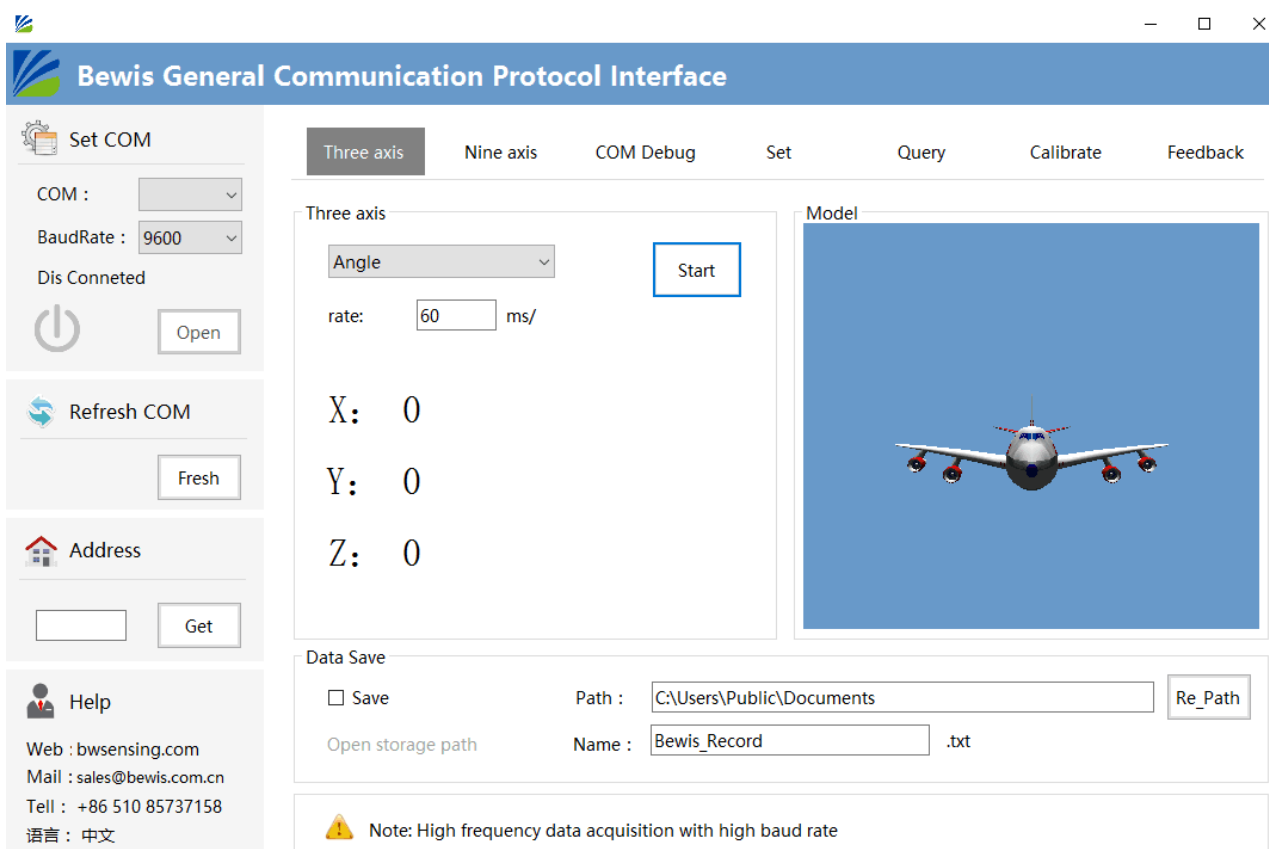 Bewis General Communication Protocol Interface
Set COM
COM :
BaudRate : 9600
Dis Conneted
Open
Refresh COM
Fresh
Address
Get
Help
Web : bwsensing.com
Mail : sales@bewis.com.cn
Tell : +86 510 85737158
语言： 中文
Three axis Nine axis COM Debug Set Query Calibrate Feedback
Three axis
Angle
Start
rate: 60 ms/
X: 0
Y: 0
Z: 0
Model
Data Save
Save Path : C:\Users\Public\Documents Re_Path
Open storage path Name : Bewis_Record .txt
Note: High frequency data acquisition with high baud rate